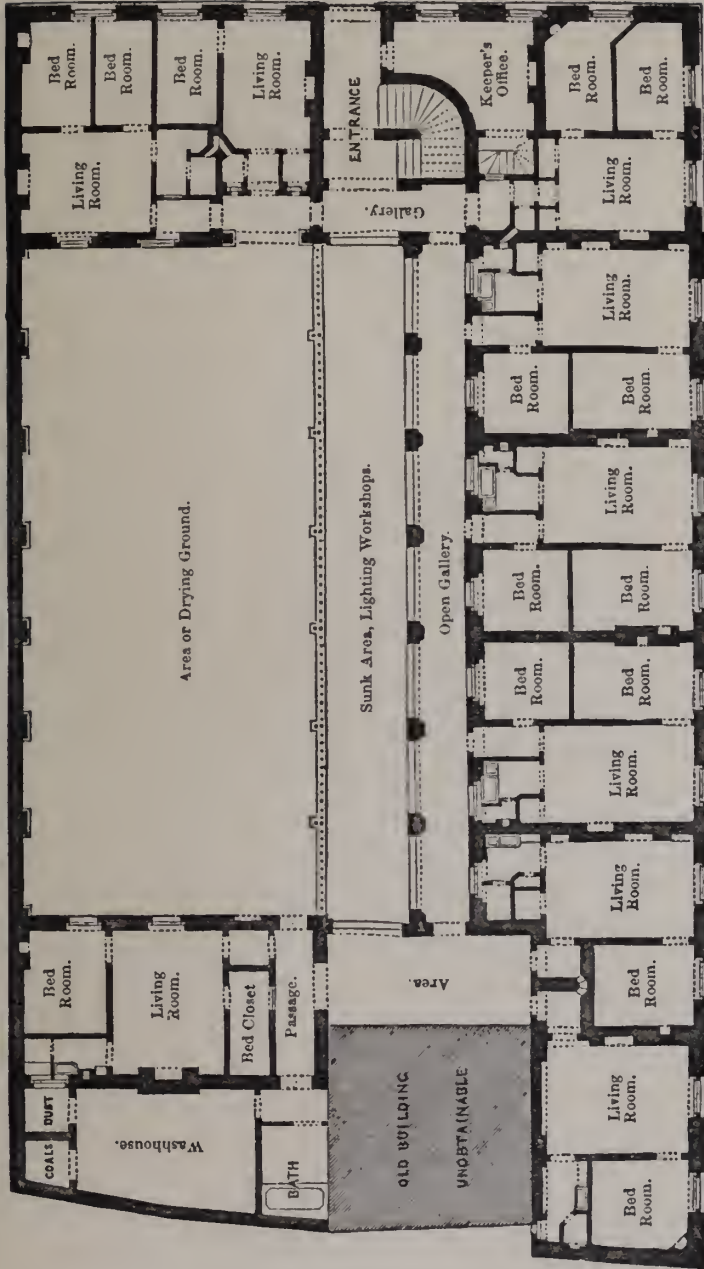 Bed
Room.
Bed
Room.
Bed
Room.
Living
Room.
Living
Room.
ENTRANCE
Keeper's
Office.
Bed
Room.
Bed
Room.
Gallery.
Living
Room.
Living
Room.
Bed
Room.
Bed
Room.
Living
Room.
Bed
Room.
Bed
Room.
Bed
Room.
Bed
Room.
Living
Room.
Living
Room.
Bed
Room.
Living
Room.
Bed
Room.
Area or Drying Ground.
Sunk Area, Lighting Workshops.
Open Gallery.
Bed
Room.
Living
Room.
Bed Closet
Passage.
Area.
DUST
COALS
Washhouse.
BATH
OLD BUILDING
UNOBTAINABLE